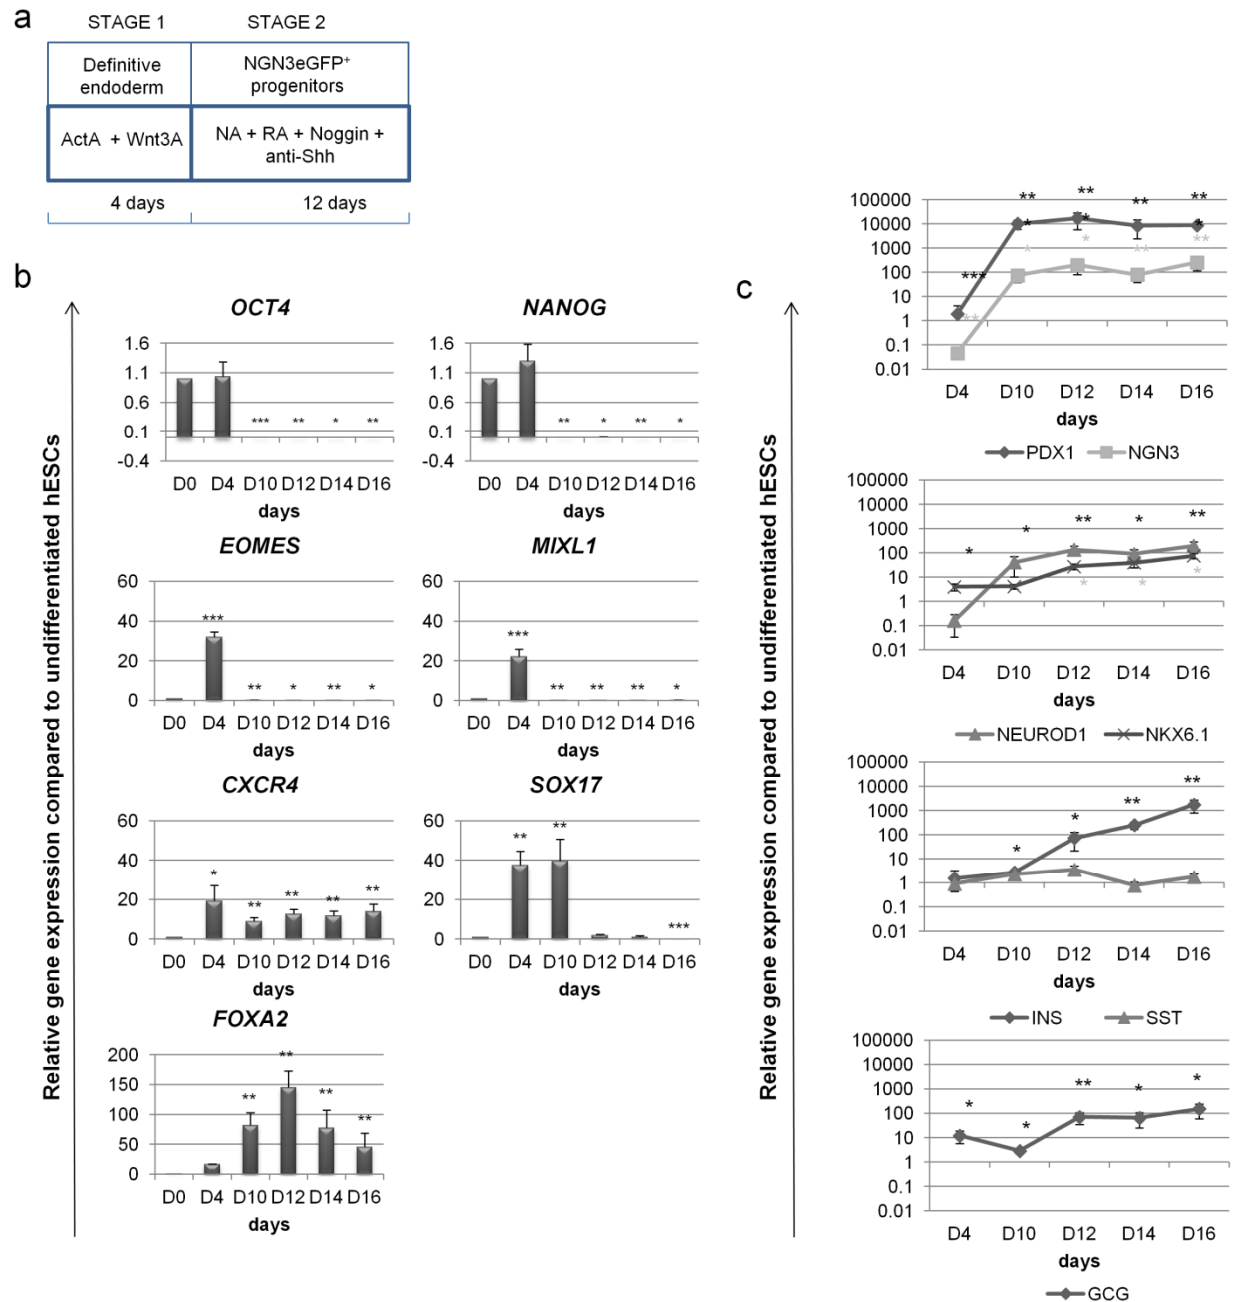 a
STAGE 1
STAGE 2
Definitive
endoderm
NGN3eGFP⁺
progenitors
ActA + Wnt3A
NA + RA + Noggin +
anti-Shh
4 days
12 days
b
Relative gene expression compared to undifferentiated hESCs
OCT4
1.6
1.1
0.6
0.1
-0.4
*** ** * **
D0 D4 D10 D12 D14 D16
days
NANOG
1.6
1.1
0.6
0.1
-0.4
** * ** *
D0 D4 D10 D12 D14 D16
days
EOMES
60
40
20
0
*** ** * ** *
D0 D4 D10 D12 D14 D16
days
MIXL1
60
40
20
0
*** ** ** ** *
D0 D4 D10 D12 D14 D16
days
CXCR4
60
40
20
0
* ** ** ** **
D0 D4 D10 D12 D14 D16
days
SOX17
60
40
20
0
** ** ***
D0 D4 D10 D12 D14 D16
days
FOXA2
200
150
100
50
0
** ** ** **
D0 D4 D10 D12 D14 D16
days
c
Relative gene expression compared to undifferentiated hESCs
100000
10000
1000
100
10
1
0.1
0.01
*** ** ** ** **
* * *
** * * ** **
D4 D10 D12 D14 D16
days
PDX1 NGN3
100000
10000
1000
100
10
1
0.1
0.01
* * ** * **
* * *
D4 D10 D12 D14 D16
days
NEUROD1 NKX6.1
100000
10000
1000
100
10
1
0.1
0.01
* * ** **
D4 D10 D12 D14 D16
days
INS SST
100000
10000
1000
100
10
1
0.1
0.01
* * ** * *
D4 D10 D12 D14 D16
days
GCG